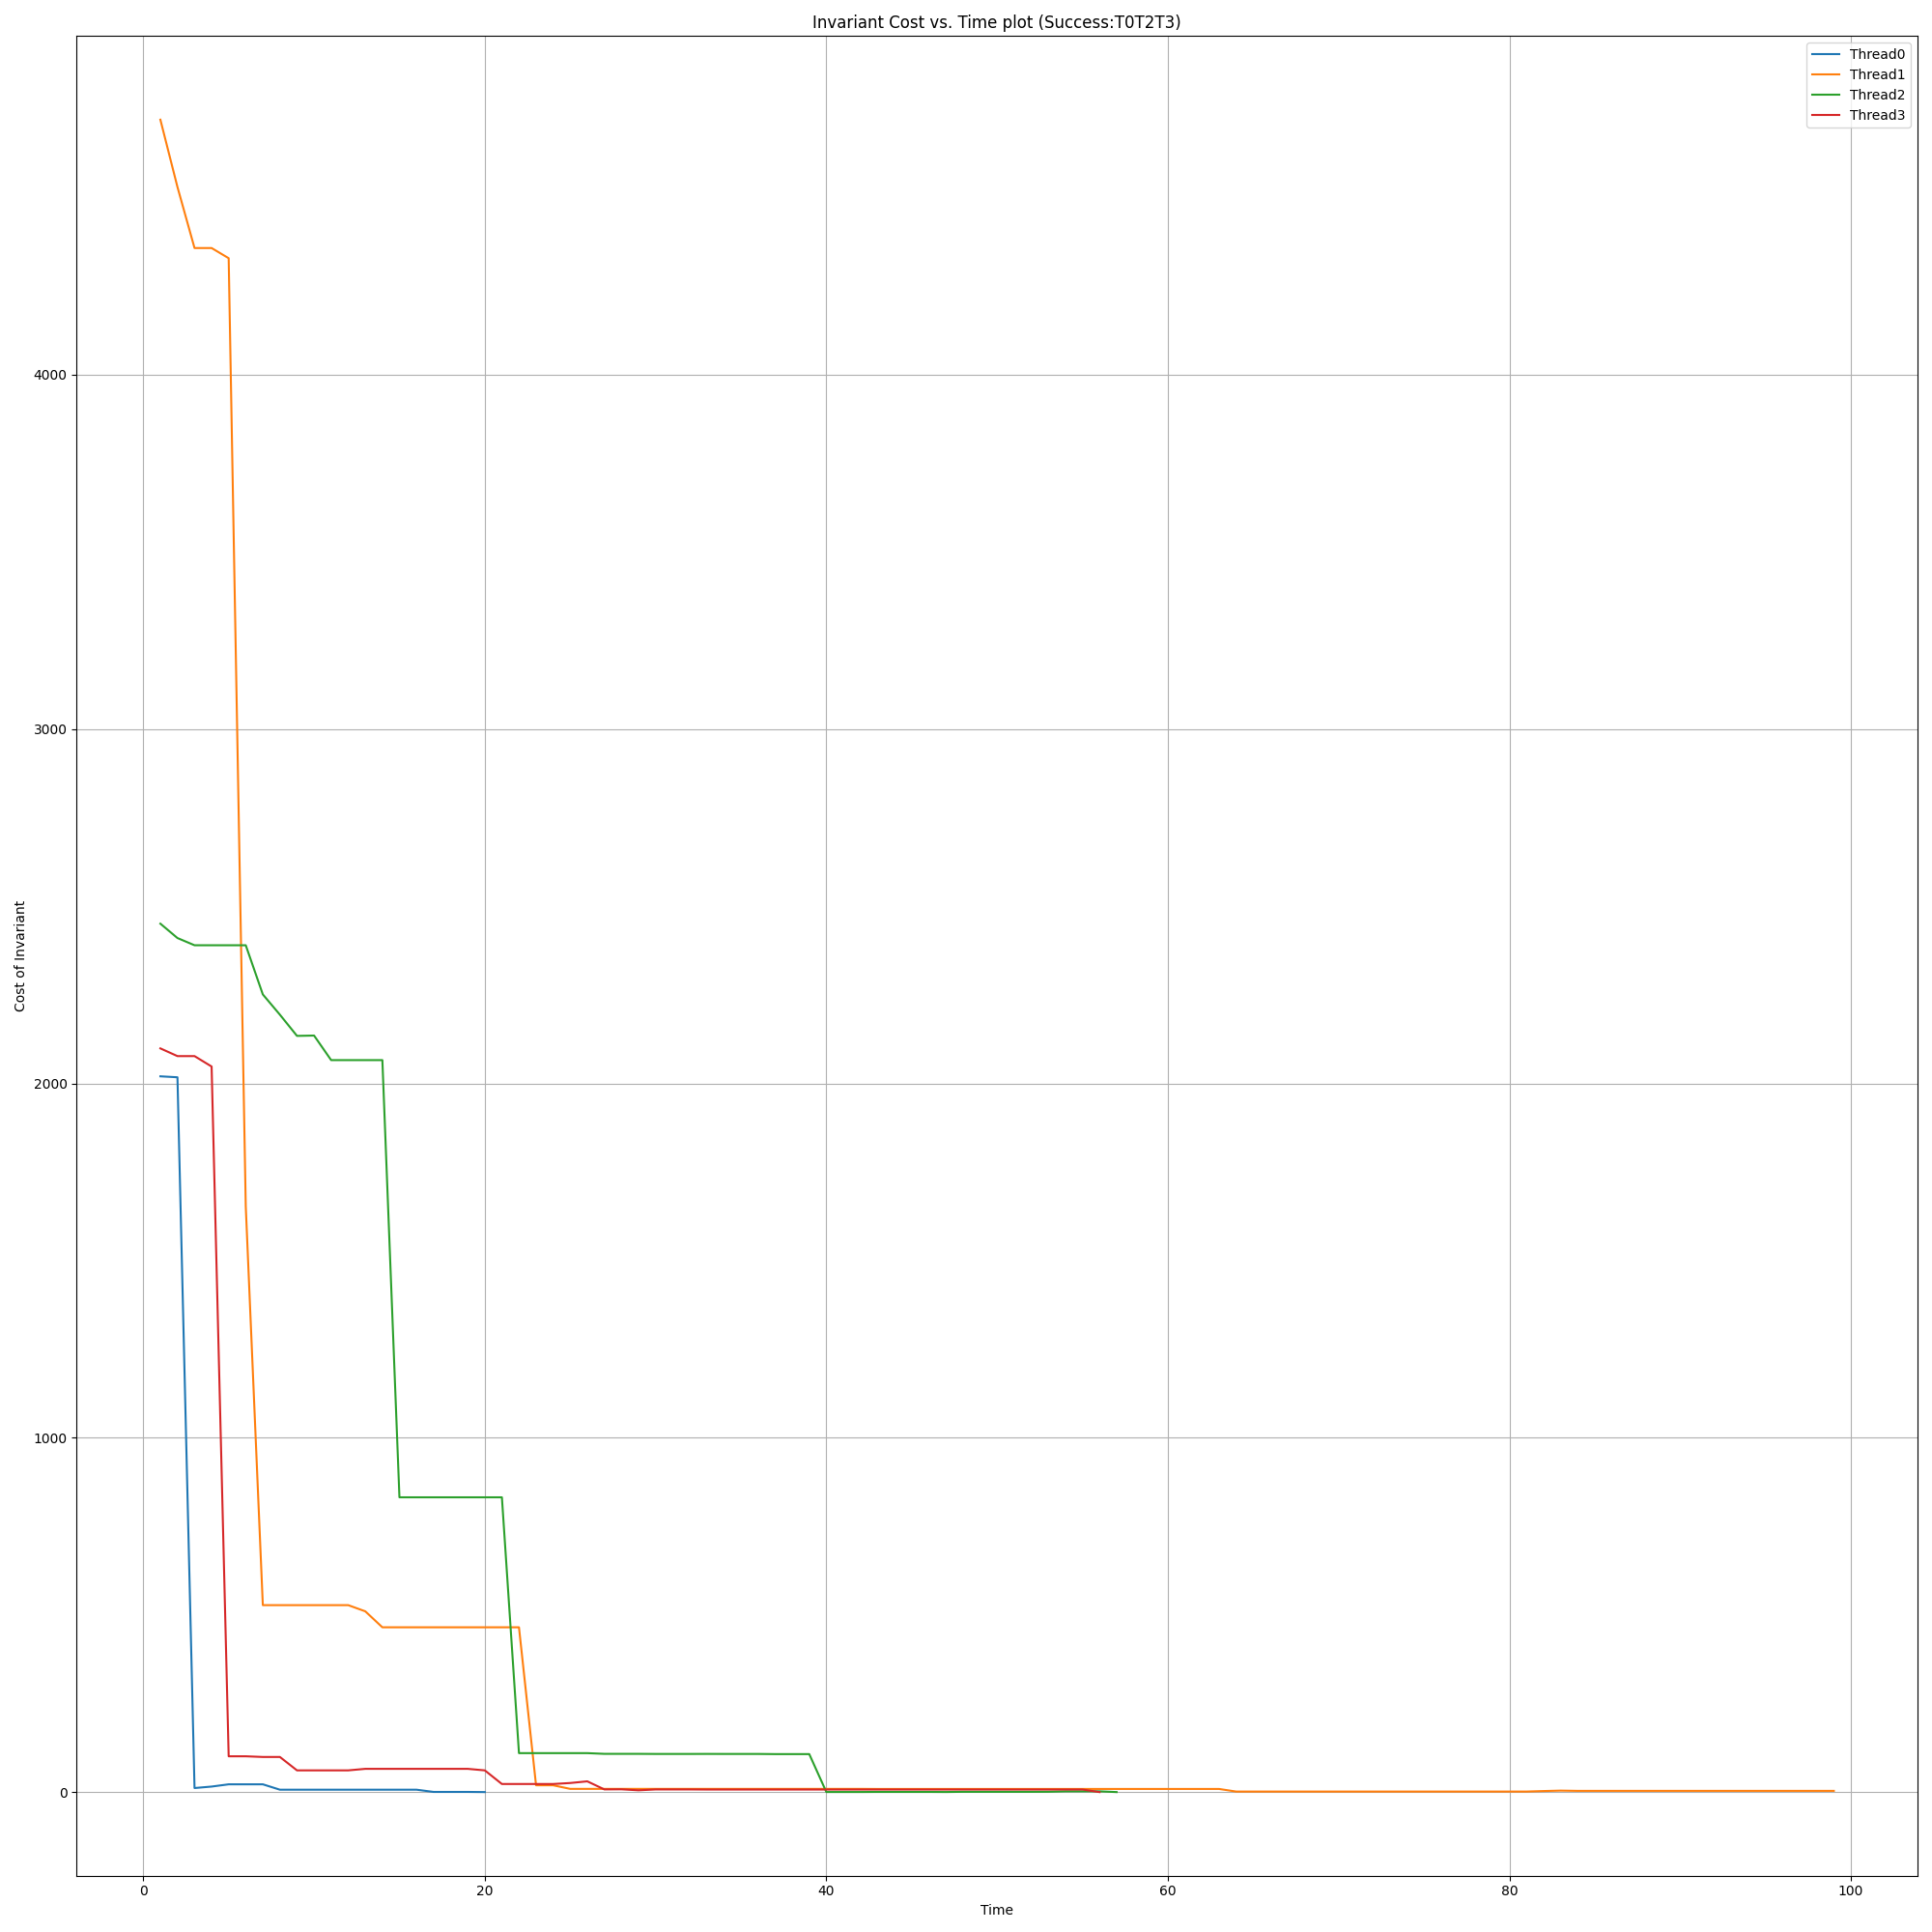 Invariant Cost vs. Time plot (Success:T0T2T3)
Thread0
Thread1
Thread2
Thread3
4000
3000
2000
1000
0
Cost of Invariant
0 20 40 60 80 100
Time